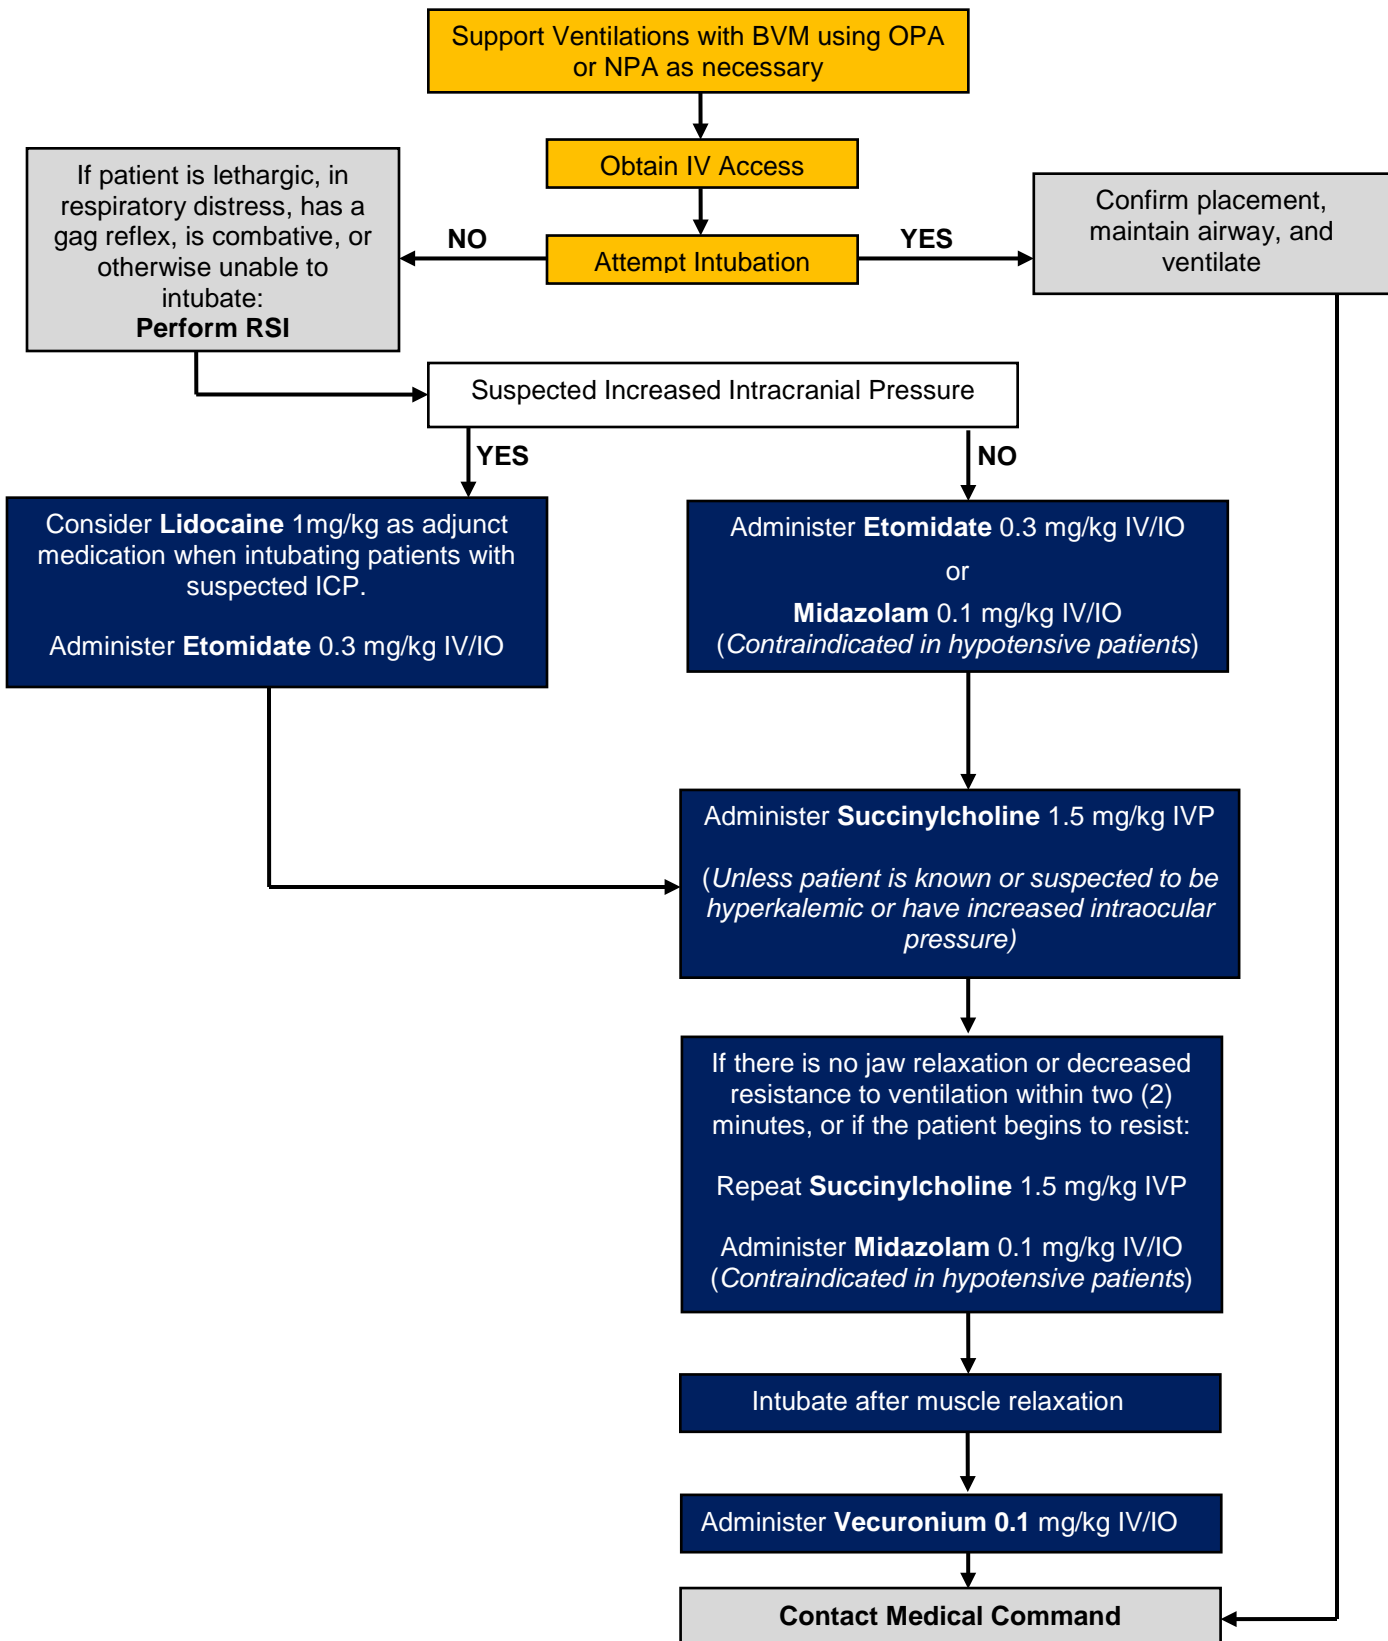 Support Ventilations with BVM using OPA
or NPA as necessary
Obtain IV Access
If patient is lethargic, in
respiratory distress, has a
gag reflex, is combative, or
otherwise unable to
intubate:
Perform RSI
NO
Attempt Intubation
YES
Confirm placement,
maintain airway, and
ventilate
Suspected Increased Intracranial Pressure
YES
NO
Consider Lidocaine 1mg/kg as adjunct
medication when intubating patients with
suspected ICP.
Administer Etomidate 0.3 mg/kg IV/IO
Administer Etomidate 0.3 mg/kg IV/IO
or
Midazolam 0.1 mg/kg IV/IO
(Contraindicated in hypotensive patients)
Administer Succinylcholine 1.5 mg/kg IVP
(Unless patient is known or suspected to be
hyperkalemic or have increased intraocular
pressure)
If there is no jaw relaxation or decreased
resistance to ventilation within two (2)
minutes, or if the patient begins to resist:
Repeat Succinylcholine 1.5 mg/kg IVP
Administer Midazolam 0.1 mg/kg IV/IO
(Contraindicated in hypotensive patients)
Intubate after muscle relaxation
Administer Vecuronium 0.1 mg/kg IV/IO
Contact Medical Command